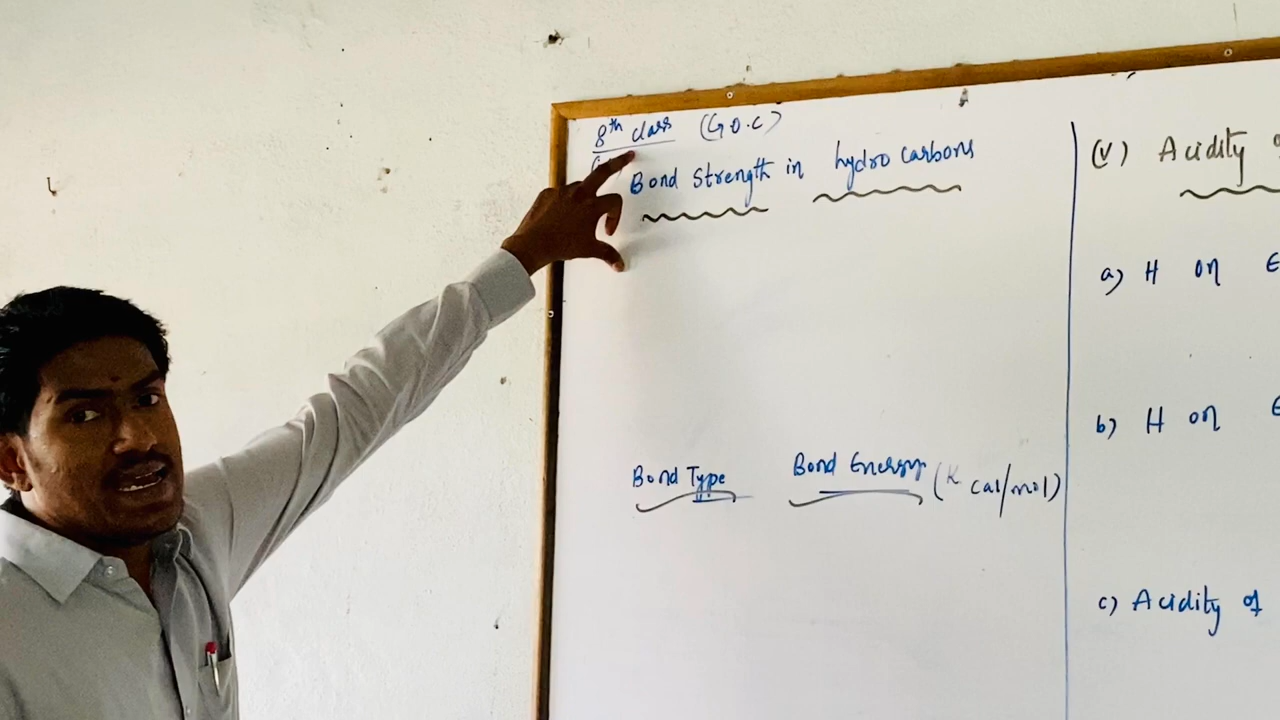 8th class (G.O.C)
Bond Strength in hydro carbons
Bond Type Bond Energy (K cal/mol)
(V) Acidity
a) H on
b) H on
c) Acidity of